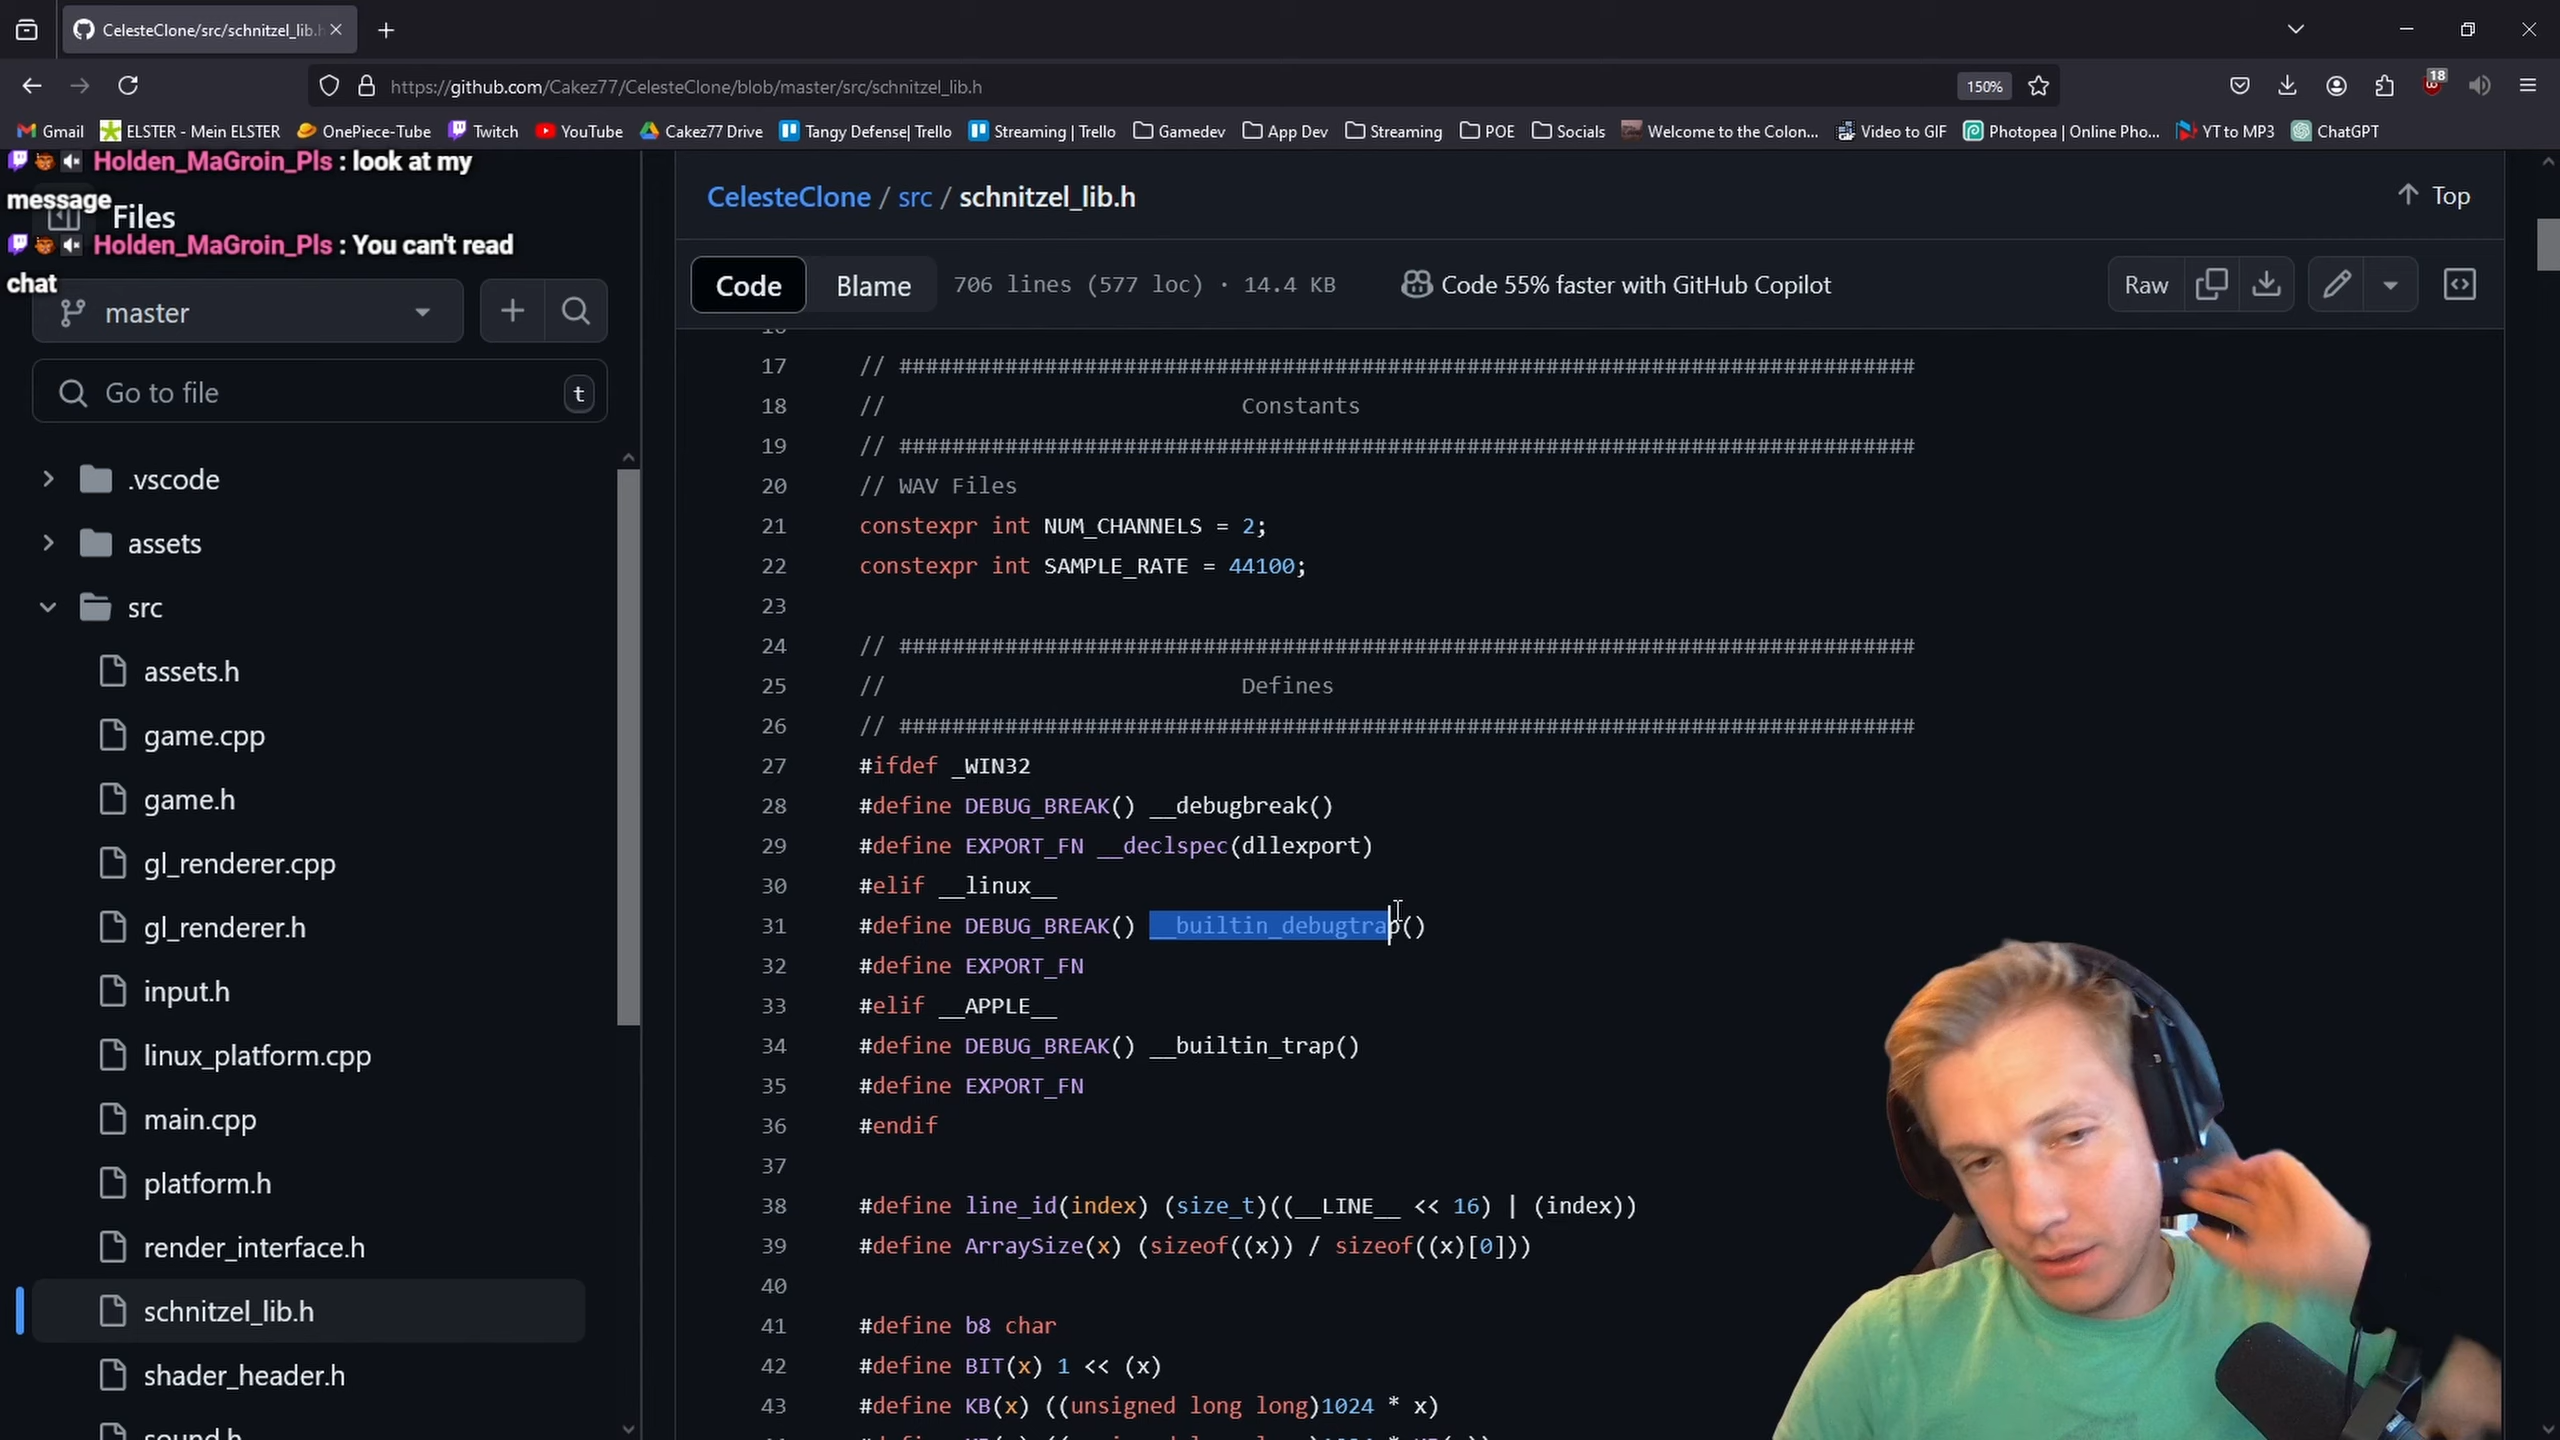 CelesteClone/src/schnitzel_lib.h
https://github.com/Cakez77/CelesteClone/blob/master/src/schnitzel_lib.h
150%
18
Gmail
ELSTER - Mein ELSTER
OnePiece-Tube
Twitch
YouTube
Cakez77 Drive
Tangy Defense| Trello
Streaming | Trello
Gamedev
App Dev
Streaming
POE
Socials
Welcome to the Colon...
Video to GIF
Photopea | Online Pho...
YT to MP3
ChatGPT
Holden_MaGroin_Pls : look at my
message
Files
Holden_MaGroin_Pls : You can't read
chat
master
Go to file
t
.vscode
assets
src
assets.h
game.cpp
game.h
gl_renderer.cpp
gl_renderer.h
input.h
linux_platform.cpp
main.cpp
platform.h
render_interface.h
schnitzel_lib.h
shader_header.h
sound.h
CelesteClone / src / schnitzel_lib.h
Top
Code
Blame
706 lines (577 loc) · 14.4 KB
Code 55% faster with GitHub Copilot
Raw
17 // #############################################################################
18 // Constants
19 // #############################################################################
20 // WAV Files
21 constexpr int NUM_CHANNELS = 2;
22 constexpr int SAMPLE_RATE = 44100;
23
24 // #############################################################################
25 // Defines
26 // #############################################################################
27 #ifdef _WIN32
28 #define DEBUG_BREAK() __debugbreak()
29 #define EXPORT_FN __declspec(dllexport)
30 #elif __linux__
31 #define DEBUG_BREAK() __builtin_debugtrap()
32 #define EXPORT_FN
33 #elif __APPLE__
34 #define DEBUG_BREAK() __builtin_trap()
35 #define EXPORT_FN
36 #endif
37
38 #define line_id(index) (size_t)((__LINE__ << 16) | (index))
39 #define ArraySize(x) (sizeof((x)) / sizeof((x)[0]))
40
41 #define b8 char
42 #define BIT(x) 1 << (x)
43 #define KB(x) ((unsigned long long)1024 * x)